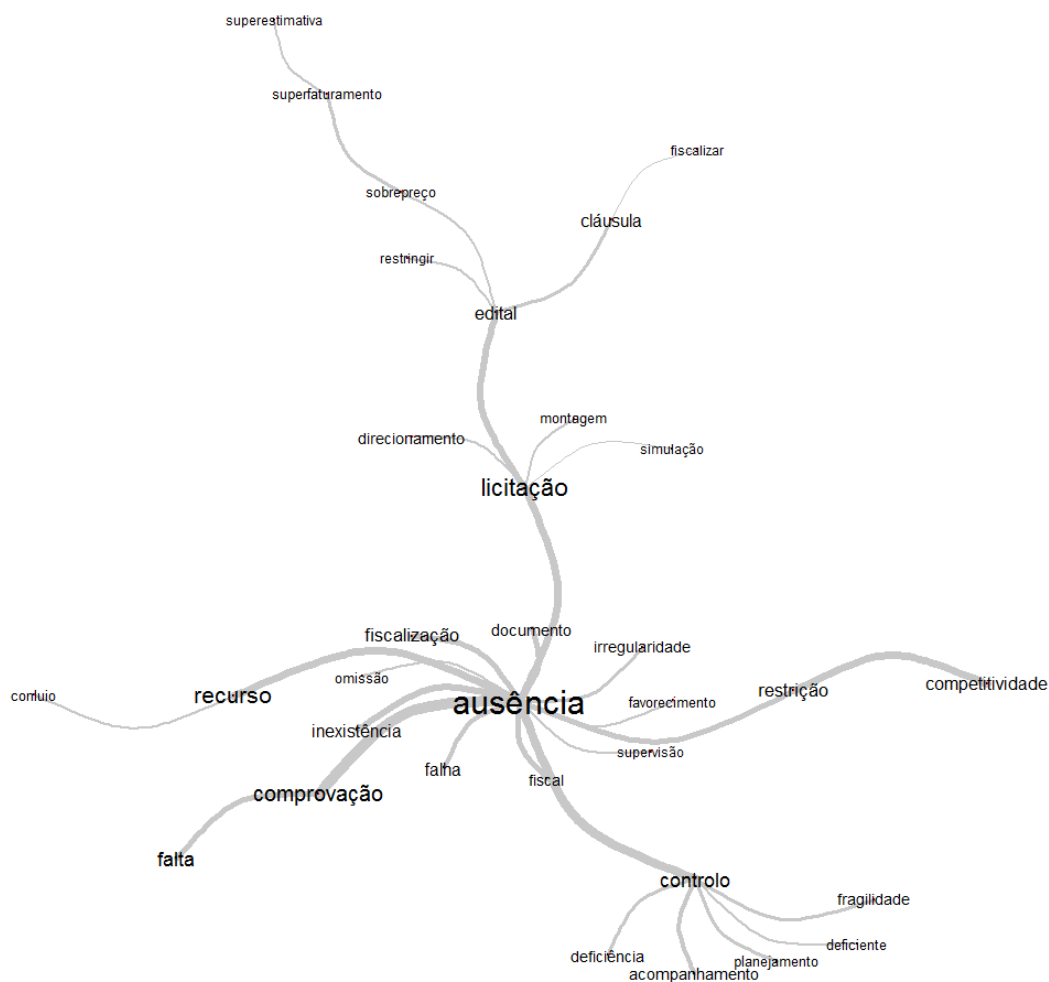 superestimativa
superfaturamento
fiscalizar
sobrepreço
cláusula
restringir
edital
montagem
direcionamento
simulação
licitação
documento
fiscalização
irregularidade
omissão
competitividade
conluio
recurso
restrição
favorecimento
ausência
inexistência
supervisão
falha
fiscal
comprovação
falta
controlo
fragilidade
deficiente
deficiência
planejamento
acompanhamento